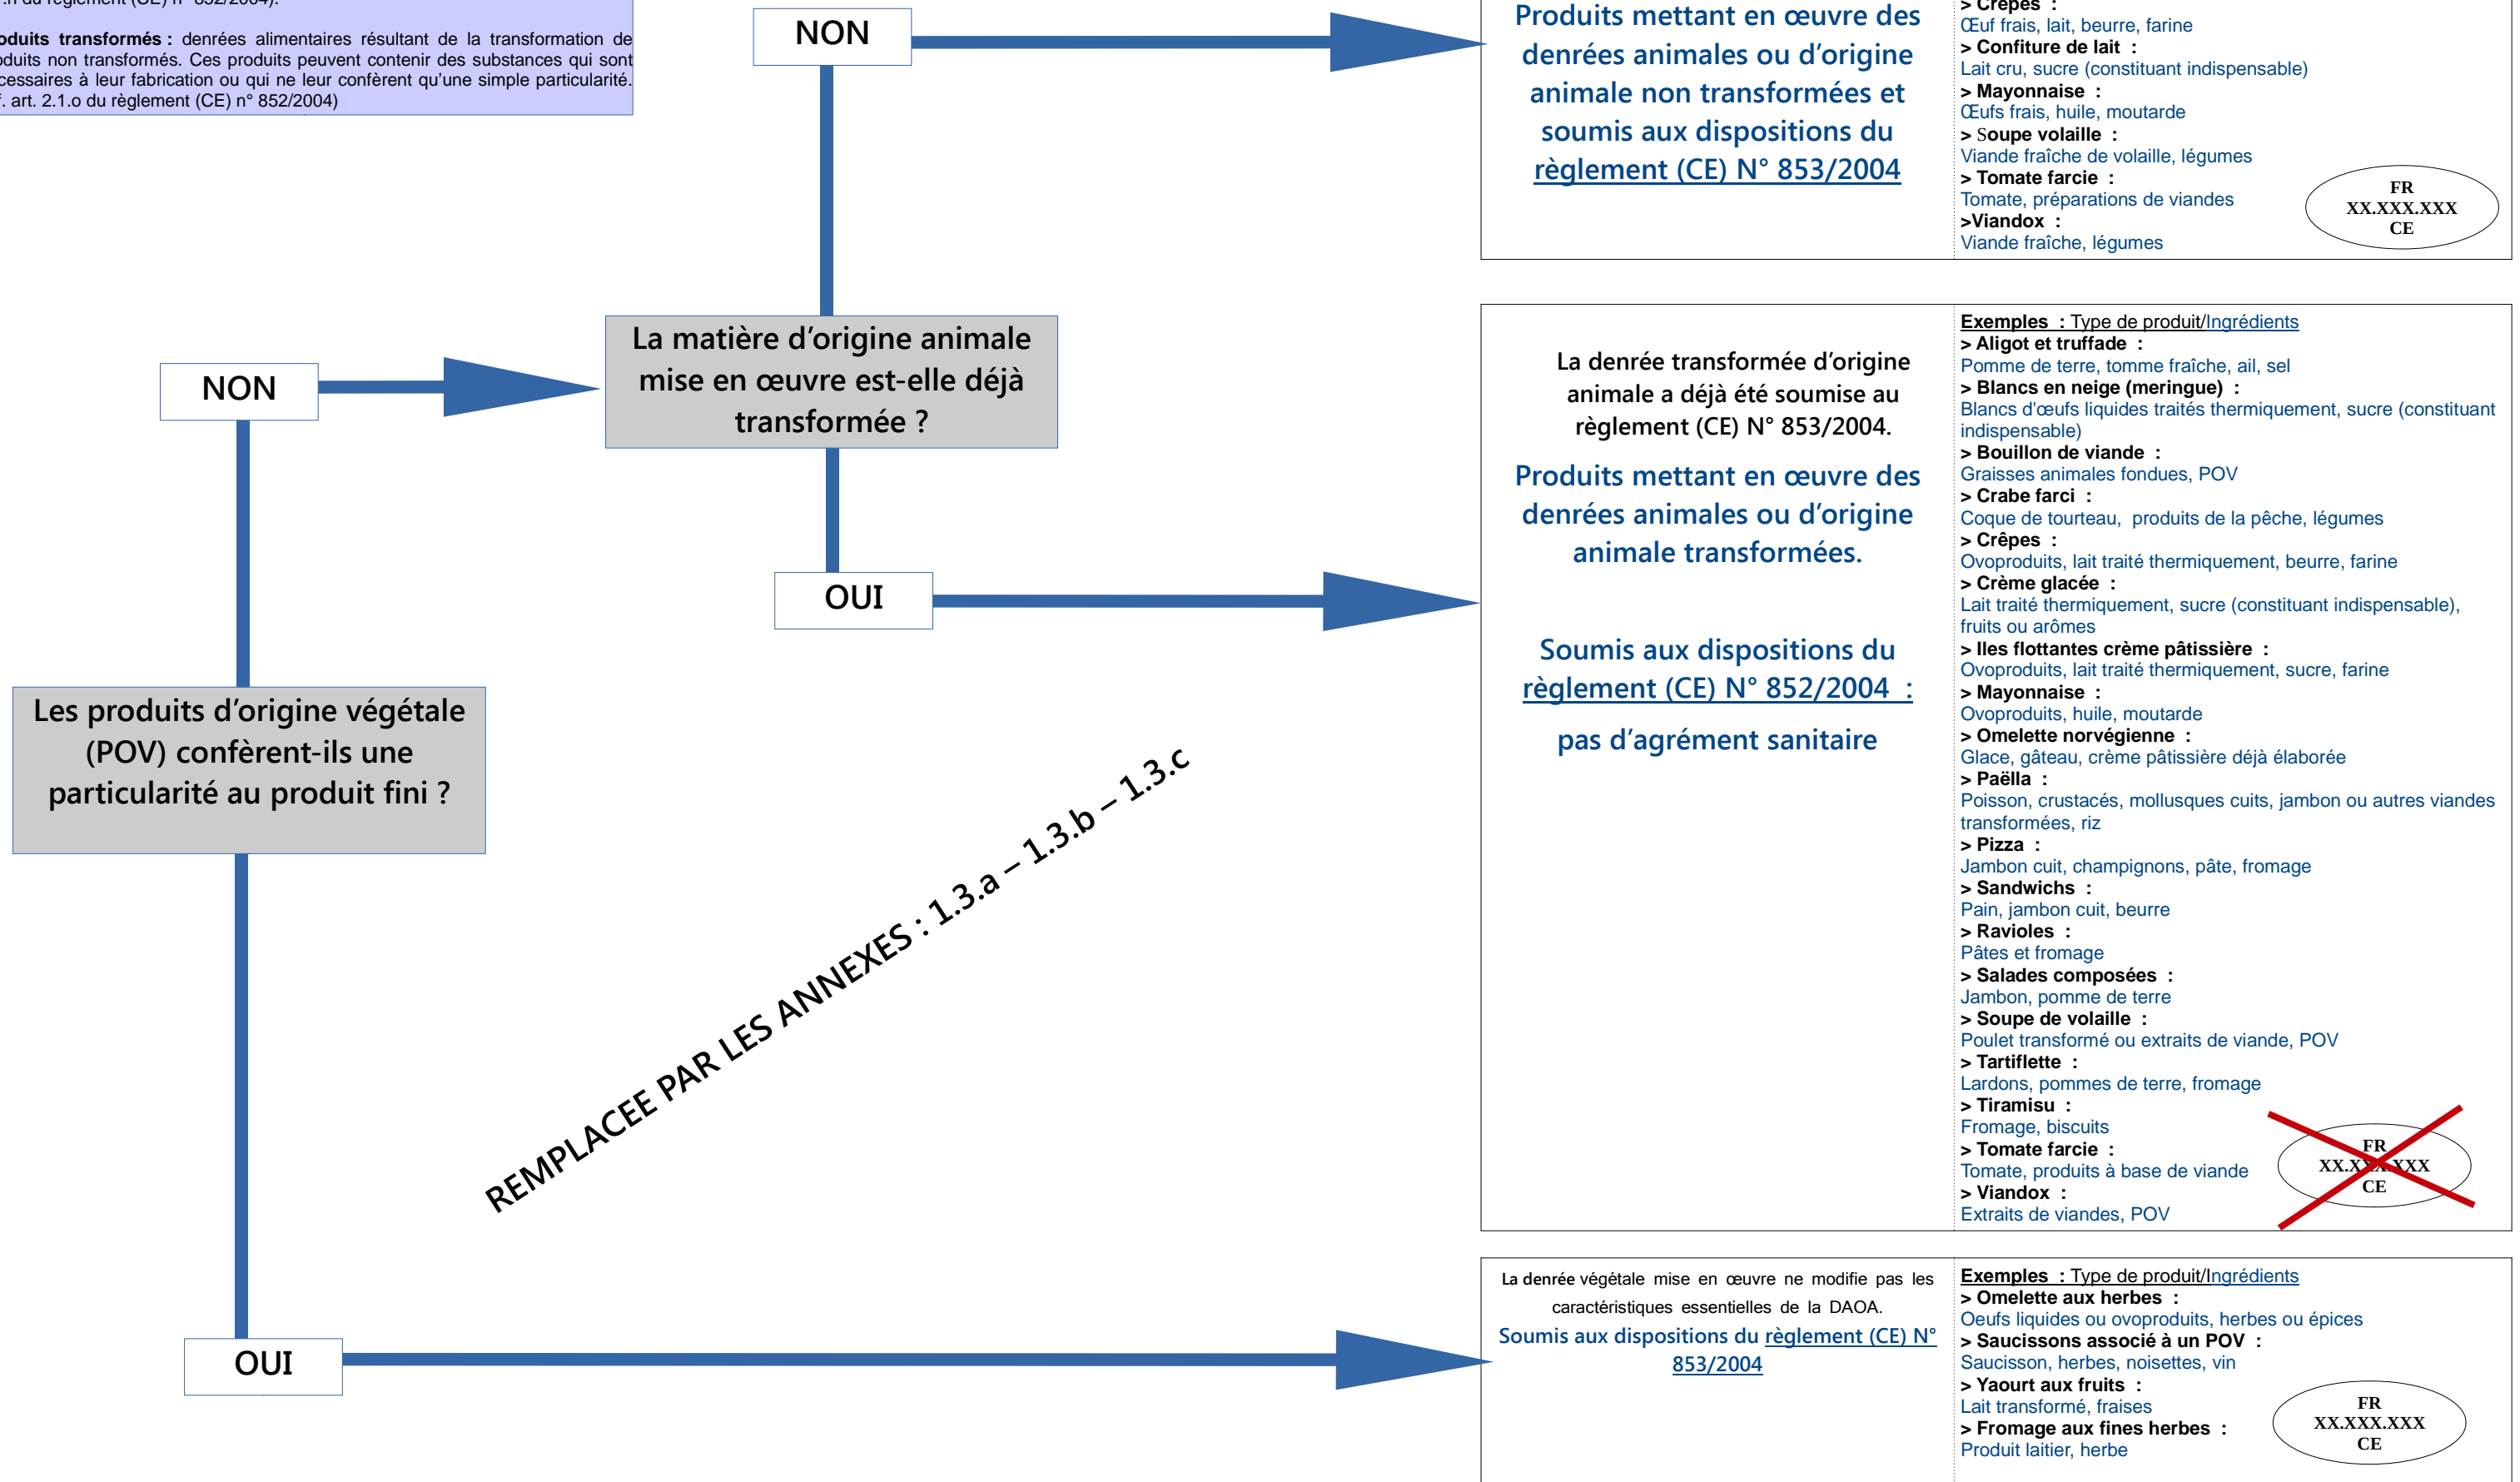 produits transformés : denrées alimentaires résultant de la transformation de
produits non transformés. Ces produits peuvent contenir des substances qui sont
nécessaires à leur fabrication ou qui ne leur confèrent qu'une simple particularité.
art. 2.1.o du règlement (CE) n° 852/2004)
NON
Produits mettant en œuvre des
denrées animales ou d'origine
animale non transformées et
soumis aux dispositions du
règlement (CE) N° 853/2004
> Crêpes :
Œuf frais, lait, beurre, farine
> Confiture de lait :
Lait cru, sucre (constituant indispensable)
> Mayonnaise :
Œufs frais, huile, moutarde
> Soupe volaille :
Viande fraîche de volaille, légumes
> Tomate farcie :
Tomate, préparations de viandes
>Viandox :
Viande fraîche, légumes
FR
XX.XXX.XXX
CE
NON
La matière d'origine animale
mise en œuvre est-elle déjà
transformée ?
OUI
La denrée transformée d'origine
animale a déjà été soumise au
règlement (CE) N° 853/2004.
Produits mettant en œuvre des
denrées animales ou d'origine
animale transformées.
Soumis aux dispositions du
règlement (CE) N° 852/2004 :
pas d'agrément sanitaire
Exemples : Type de produit/Ingrédients
> Aligot et truffade :
Pomme de terre, tomme fraîche, ail, sel
> Blancs en neige (meringue) :
Blancs d'œufs liquides traités thermiquement, sucre (constituant
indispensable)
> Bouillon de viande :
Graisses animales fondues, POV
> Crabe farci :
Coque de tourteau, produits de la pêche, légumes
> Crêpes :
Ovoproduits, lait traité thermiquement, beurre, farine
> Crème glacée :
Lait traité thermiquement, sucre (constituant indispensable),
fruits ou arômes
> Iles flottantes crème pâtissière :
Ovoproduits, lait traité thermiquement, sucre, farine
> Mayonnaise :
Ovoproduits, huile, moutarde
> Omelette norvégienne :
Glace, gâteau, crème pâtissière déjà élaborée
> Paëlla :
Poisson, crustacés, mollusques cuits, jambon ou autres viandes
transformées, riz
> Pizza :
Jambon cuit, champignons, pâte, fromage
> Sandwichs :
Pain, jambon cuit, beurre
> Ravioles :
Pâtes et fromage
> Salades composées :
Jambon, pomme de terre
> Soupe de volaille :
Poulet transformé ou extraits de viande, POV
> Tartiflette :
Lardons, pommes de terre, fromage
> Tiramisu :
Fromage, biscuits
> Tomate farcie :
Tomate, produits à base de viande
> Viandox :
Extraits de viandes, POV
FR
XX.XXX.XXX
CE
Les produits d'origine végétale
(POV) confèrent-ils une
particularité au produit fini ?
REMPLACEE PAR LES ANNEXES : 1.3.a – 1.3.b – 1.3.c
OUI
La denrée végétale mise en œuvre ne modifie pas les
caractéristiques essentielles de la DAOA.
Soumis aux dispositions du règlement (CE) N°
853/2004
Exemples : Type de produit/Ingrédients
> Omelette aux herbes :
Oeufs liquides ou ovoproduits, herbes ou épices
> Saucissons associé à un POV :
Saucisson, herbes, noisettes, vin
> Yaourt aux fruits :
Lait transformé, fraises
> Fromage aux fines herbes :
Produit laitier, herbe
FR
XX.XXX.XXX
CE